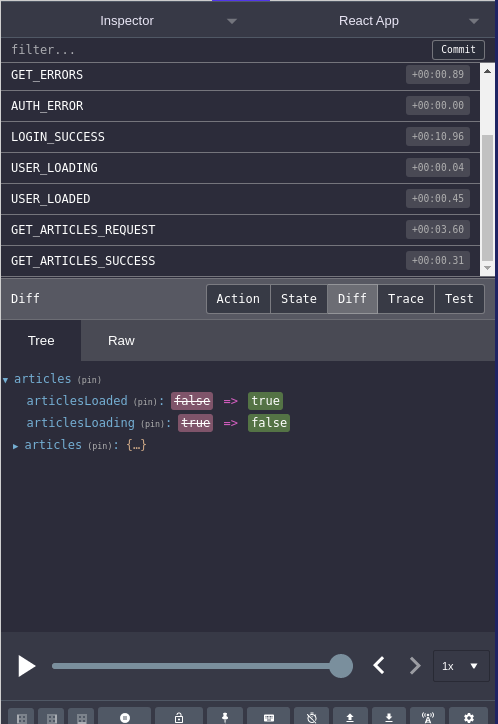 Inspector React App
filter... Commit
GET_ERRORS +00:00.89
AUTH_ERROR +00:00.00
LOGIN_SUCCESS +00:10.96
USER_LOADING +00:00.04
USER_LOADED +00:00.45
GET_ARTICLES_REQUEST +00:03.60
GET_ARTICLES_SUCCESS +00:00.31
Diff Action State Diff Trace Test
Tree Raw
articles (pin)
articlesLoaded (pin): false => true
articlesLoading (pin): true => false
articles (pin): {…}
1x